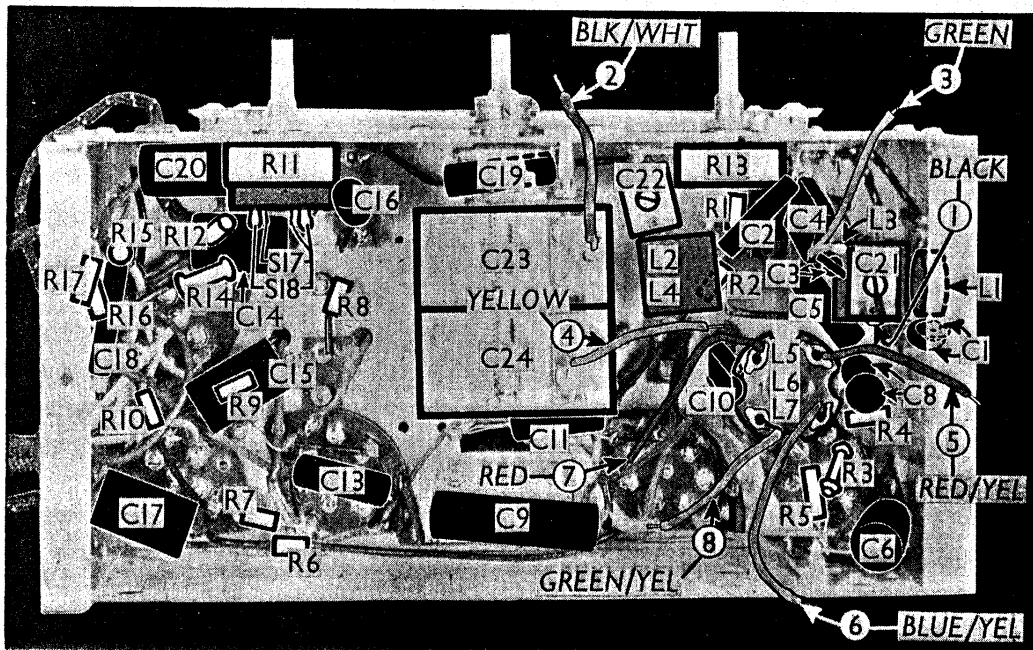 BLK/WHT
GREEN
2
3
C20
R11
C19
R13
C22
BLACK
C16
R1
C4
L3
1
R15
R12
C2
R17
S17
C23
L2
R2
C3
C21
L1
R14
S18
YELLOW
L4
C5
R16
C14
R8
4
C18
C15
C24
L5
C1
R9
L6
C8
R10
C10
L7
R4
C11
5
RED
7
R3
C13
RED/YEL
C17
R7
C9
R5
R6
8
C6
GREEN/YEL
6
BLUE/YEL